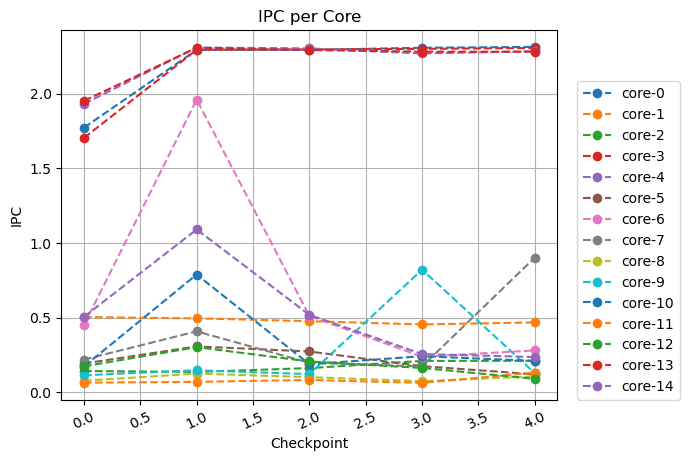 IPC per Core
IPC
2.0
1.5
1.0
0.5
0.0
0.0 0.5 1.0 1.5 2.0 2.5 3.0 3.5 4.0
Checkpoint
core-0
core-1
core-2
core-3
core-4
core-5
core-6
core-7
core-8
core-9
core-10
core-11
core-12
core-13
core-14